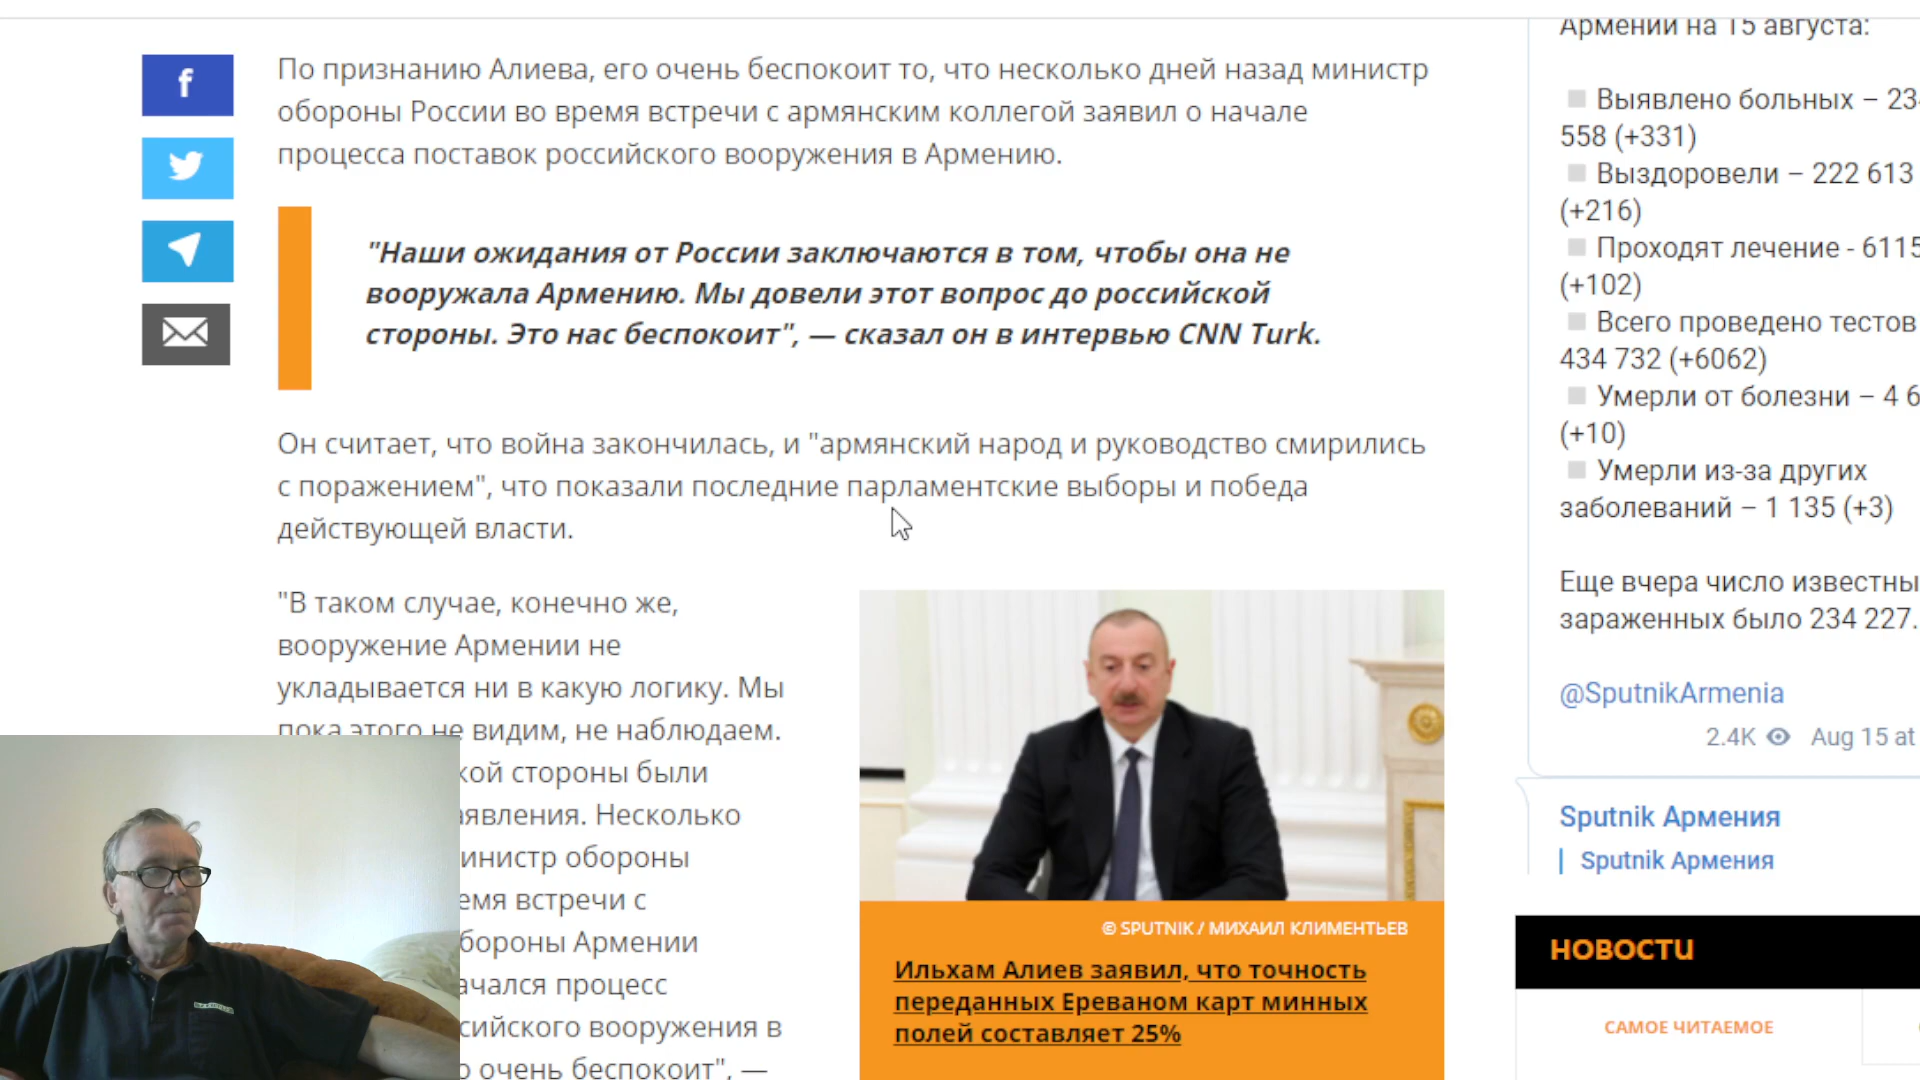 По признанию Алиева, его очень беспокоит то, что несколько дней назад министр
обороны России во время встречи с армянским коллегой заявил о начале
процесса поставок российского вооружения в Армению.
"Наши ожидания от России заключаются в том, чтобы она не
вооружала Армению. Мы довели этот вопрос до российской
стороны. Это нас беспокоит", — сказал он в интервью CNN Turk.
Он считает, что война закончилась, и "армянский народ и руководство смирились
с поражением", что показали последние парламентские выборы и победа
действующей власти.
"В таком случае, конечно же,
вооружение Армении не
укладывается ни в какую логику. Мы
пока этого не видим, не наблюдаем.
кой стороны были
аявления. Несколько
инистр обороны
емя встречи с
бороны Армении
ачался процесс
сийского вооружения в
о очень беспокоит", —
© SPUTNIK / МИХАИЛ КЛИМЕНТЬЕВ
Ильхам Алиев заявил, что точность
переданных Ереваном карт минных
полей составляет 25%
Армении на 15 августа:
Выявлено больных – 234
558 (+331)
Выздоровели – 222 613
(+216)
Проходят лечение - 6115
(+102)
Всего проведено тестов
434 732 (+6062)
Умерли от болезни – 4 6
(+10)
Умерли из-за других
заболеваний – 1 135 (+3)
Еще вчера число известны
зараженных было 234 227.
@SputnikArmenia
2.4K Aug 15 at
Sputnik Армения
Sputnik Армения
НОВОСТИ
САМОЕ ЧИТАЕМОЕ